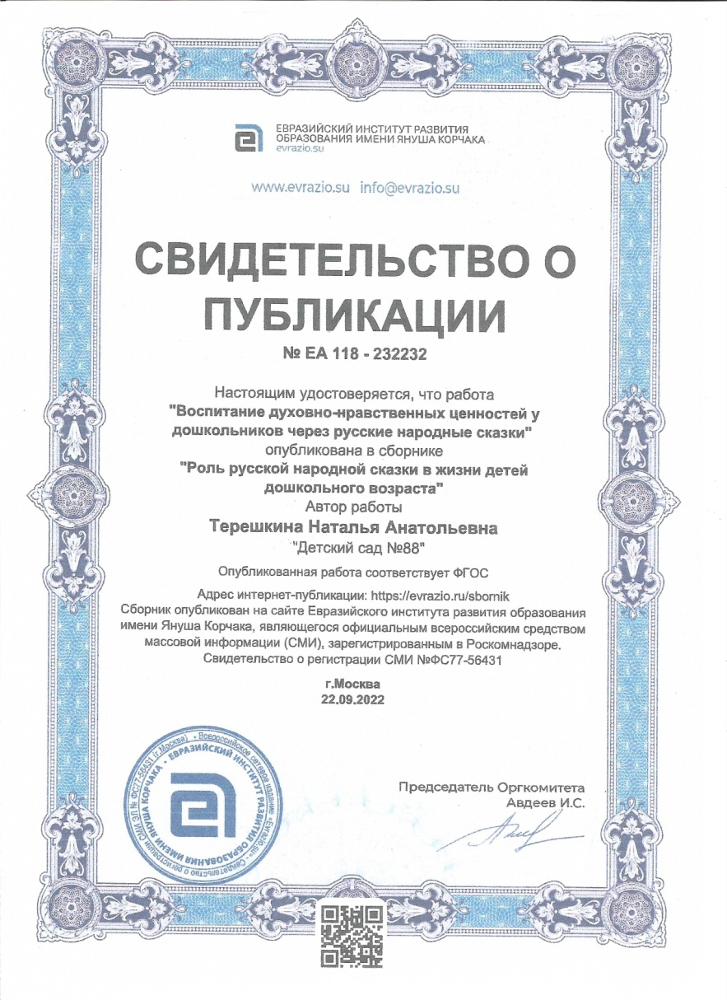 ЕВРАЗИЙСКИЙ ИНСТИТУТ РАЗВИТИЯ
ОБРАЗОВАНИЯ ИМЕНИ ЯНУША КОРЧАКА
evrazio.su
www.evrazio.su info@evrazio.su
СВИДЕТЕЛЬСТВО О
ПУБЛИКАЦИИ
№ ЕА 118 - 232232
Настоящим удостоверяется, что работа
"Воспитание духовно-нравственных ценностей у
дошкольников через русские народные сказки"
опубликована в сборнике
"Роль русской народной сказки в жизни детей
дошкольного возраста"
Автор работы
Терешкина Наталья Анатольевна
"Детский сад №88"
Опубликованная работа соответствует ФГОС
Адрес интернет-публикации: https://evrazio.ru/sbornik
Сборник опубликован на сайте Евразийского института развития образования
имени Януша Корчака, являющегося официальным всероссийским средством
массовой информации (СМИ), зарегистрированным в Роскомнадзоре.
Свидетельство о регистрации СМИ №ФС77-56431
г.Москва
22.09.2022
Председатель Оргкомитета
Авдеев И.С.
Всероссийское сетевое издание «Evrazio.su» • Свидетельство о регистрации СМИ ЭЛ № ФС77-56431 (г.Москва) •
ЕВРАЗИЙСКИЙ ИНСТИТУТ РАЗВИТИЯ ОБРАЗОВАНИЯ ИМЕНИ ЯНУША КОРЧАКА •